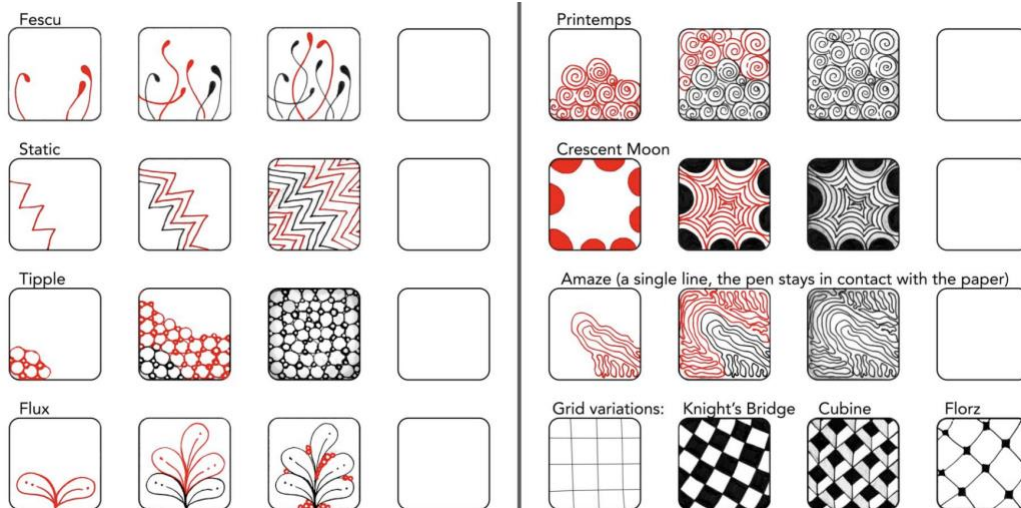 Fescu
Static
Tipple
Flux
Printemps
Crescent Moon
Amaze (a single line, the pen stays in contact with the paper)
Grid variations: Knight's Bridge Cubine Florz